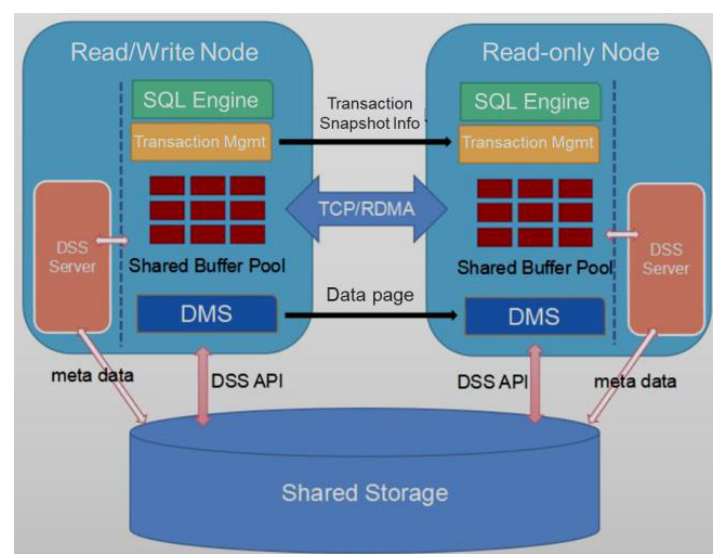 Read/Write Node
SQL Engine
Transaction Mgmt
DSS
Server
Shared Buffer Pool
DMS
Transaction
Snapshot Info
TCP/RDMA
Data page
Read-only Node
SQL Engine
Transaction Mgmt
Shared Buffer Pool
DSS
Server
DMS
meta data
DSS API
DSS API
meta data
Shared Storage